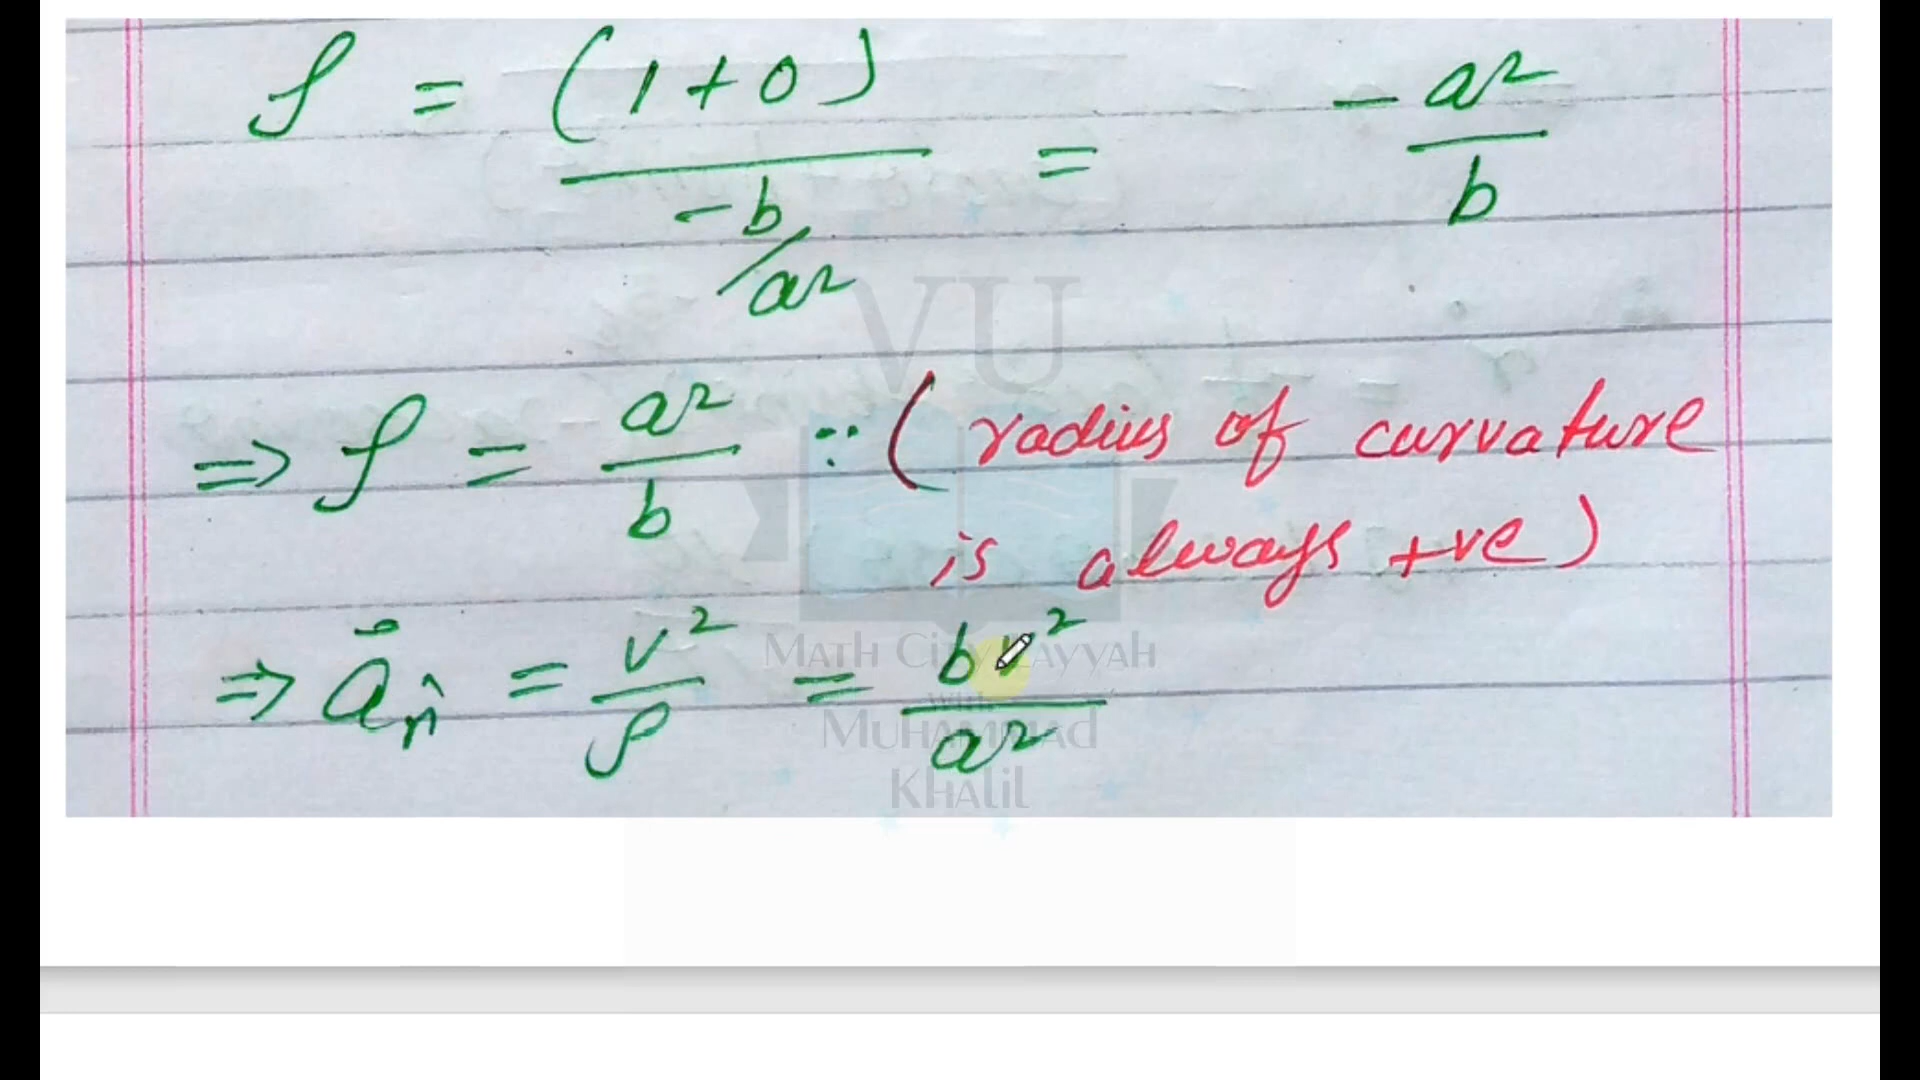 ρ = (1+0) / (-b/a²) = -a²/b
⇒ ρ = a²/b ∵ (radius of curvature
is always +ve)
⇒ a⃗n̂ = v²/ρ = bv²/a²
VU
Math City Layyah
With
Muhammad
Khalil